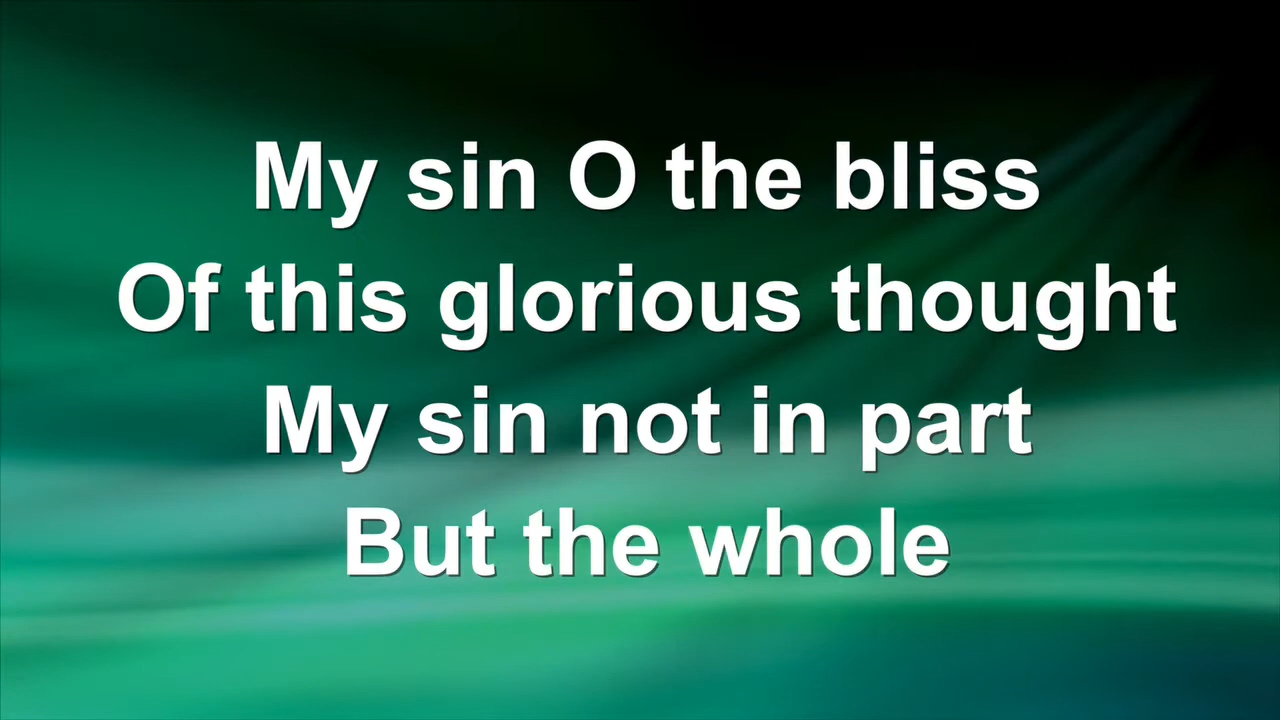 My sin O the bliss
Of this glorious thought
My sin not in part
But the whole